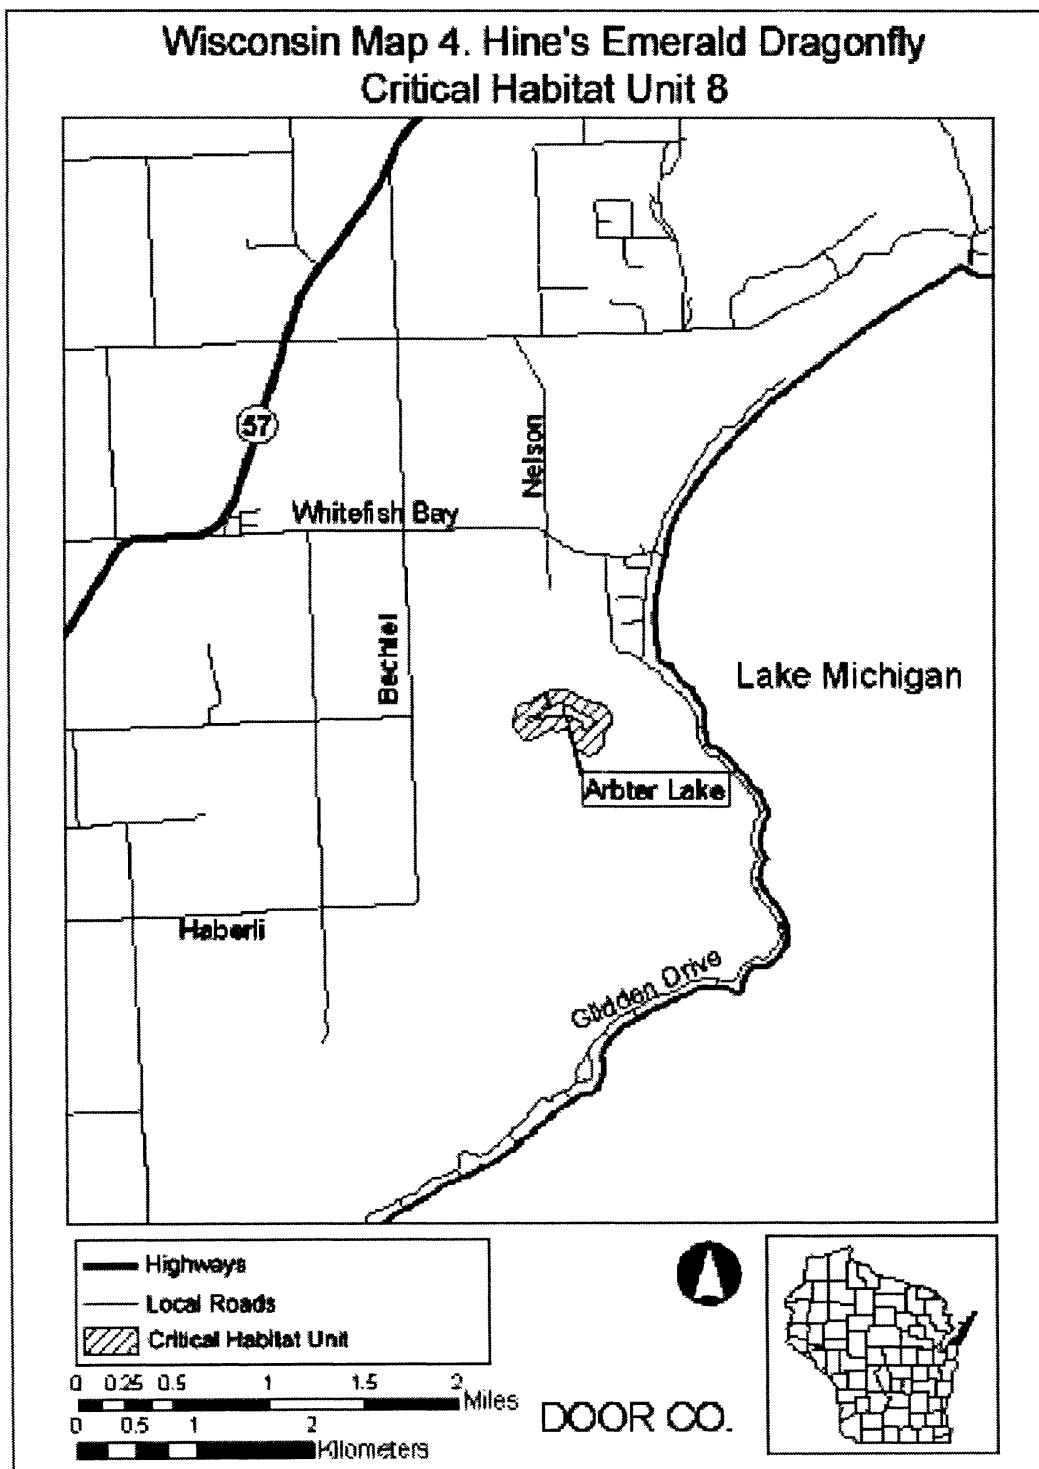 Wisconsin Map 4. Hine's Emerald Dragonfly
Critical Habitat Unit 8
57
Nelson
Whitefish Bay
Bechtel
Lake Michigan
Arbter Lake
Haberli
Glidden Drive
Highways
Local Roads
Critical Habitat Unit
0 0.25 0.5 1 1.5 2
Miles
0 0.5 1 2
Kilometers
DOOR CO.